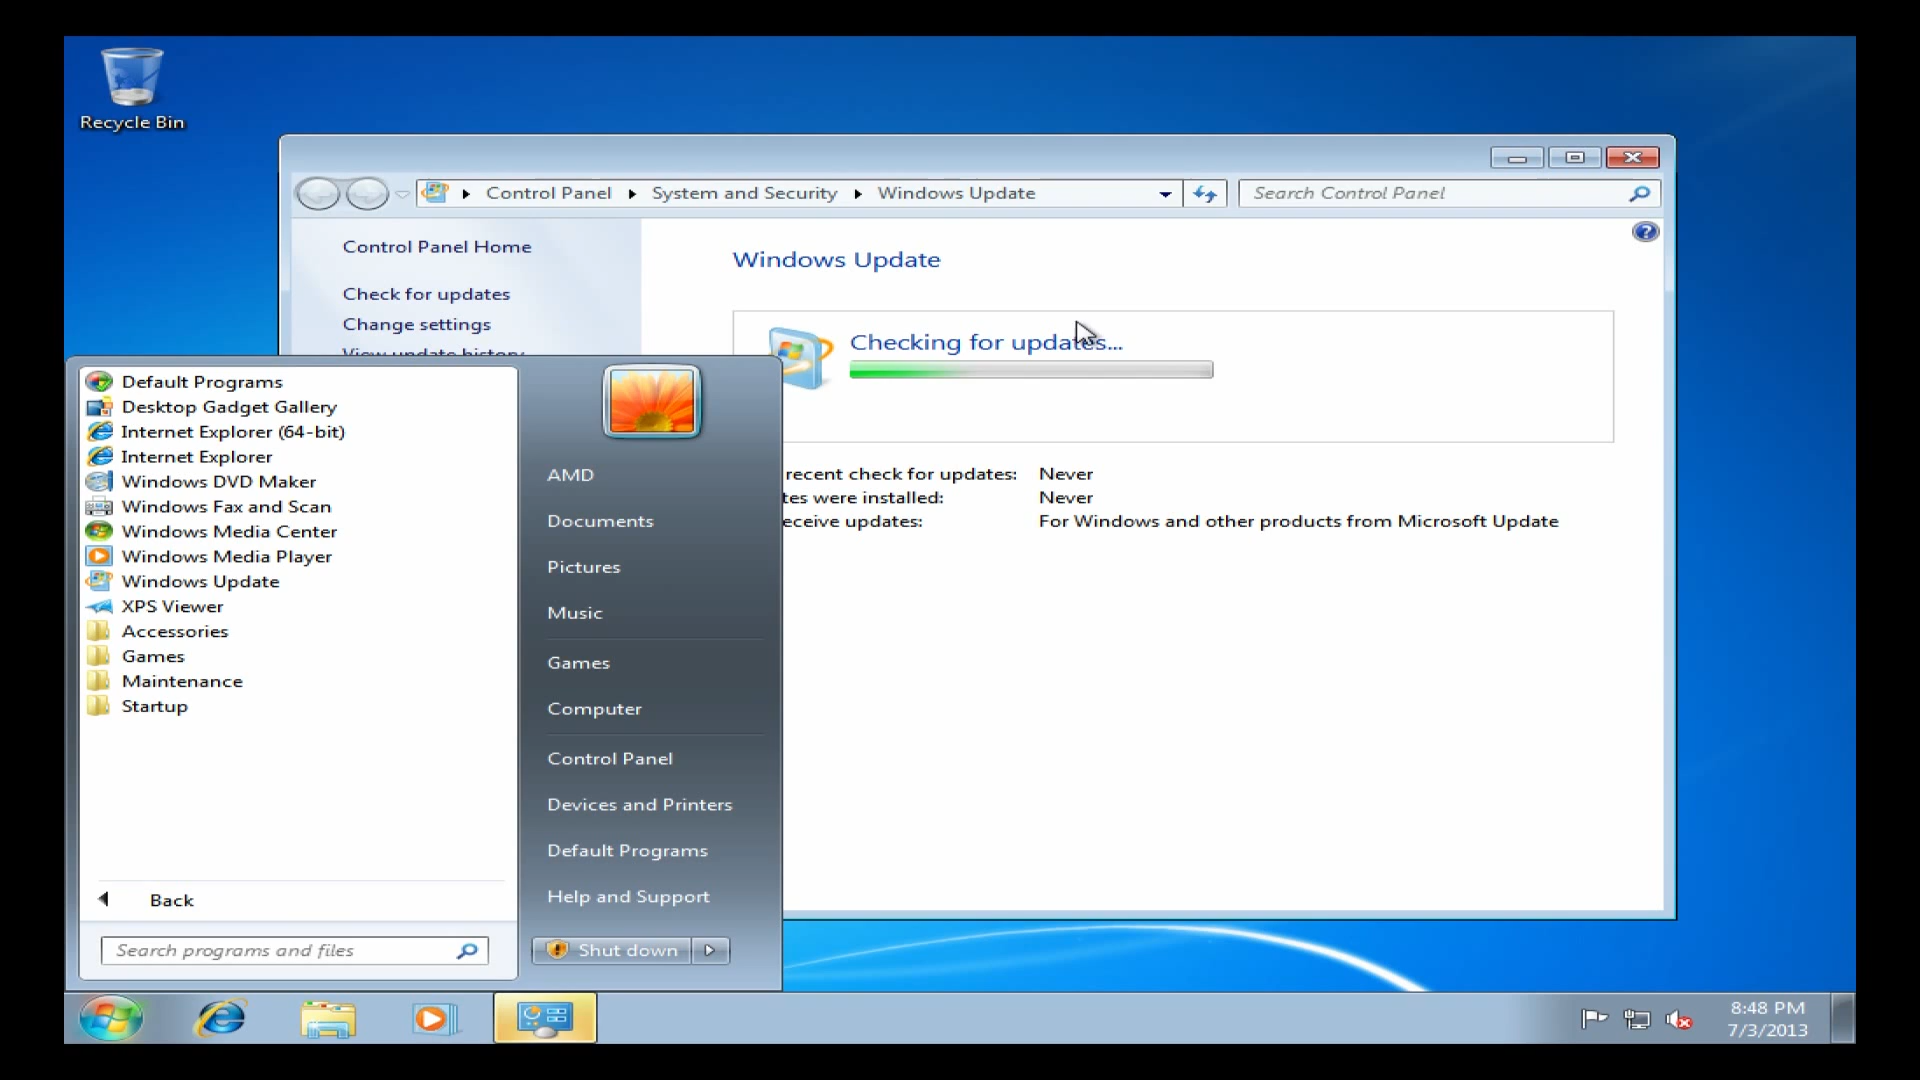 Recycle Bin
Control Panel
System and Security
Windows Update
Search Control Panel
Control Panel Home
Check for updates
Change settings
View update history
Windows Update
Checking for updates...
recent check for updates: Never
tes were installed: Never
eceive updates: For Windows and other products from Microsoft Update
Default Programs
Desktop Gadget Gallery
Internet Explorer (64-bit)
Internet Explorer
Windows DVD Maker
Windows Fax and Scan
Windows Media Center
Windows Media Player
Windows Update
XPS Viewer
Accessories
Games
Maintenance
Startup
Back
Search programs and files
AMD
Documents
Pictures
Music
Games
Computer
Control Panel
Devices and Printers
Default Programs
Help and Support
Shut down
8:48 PM
7/3/2013